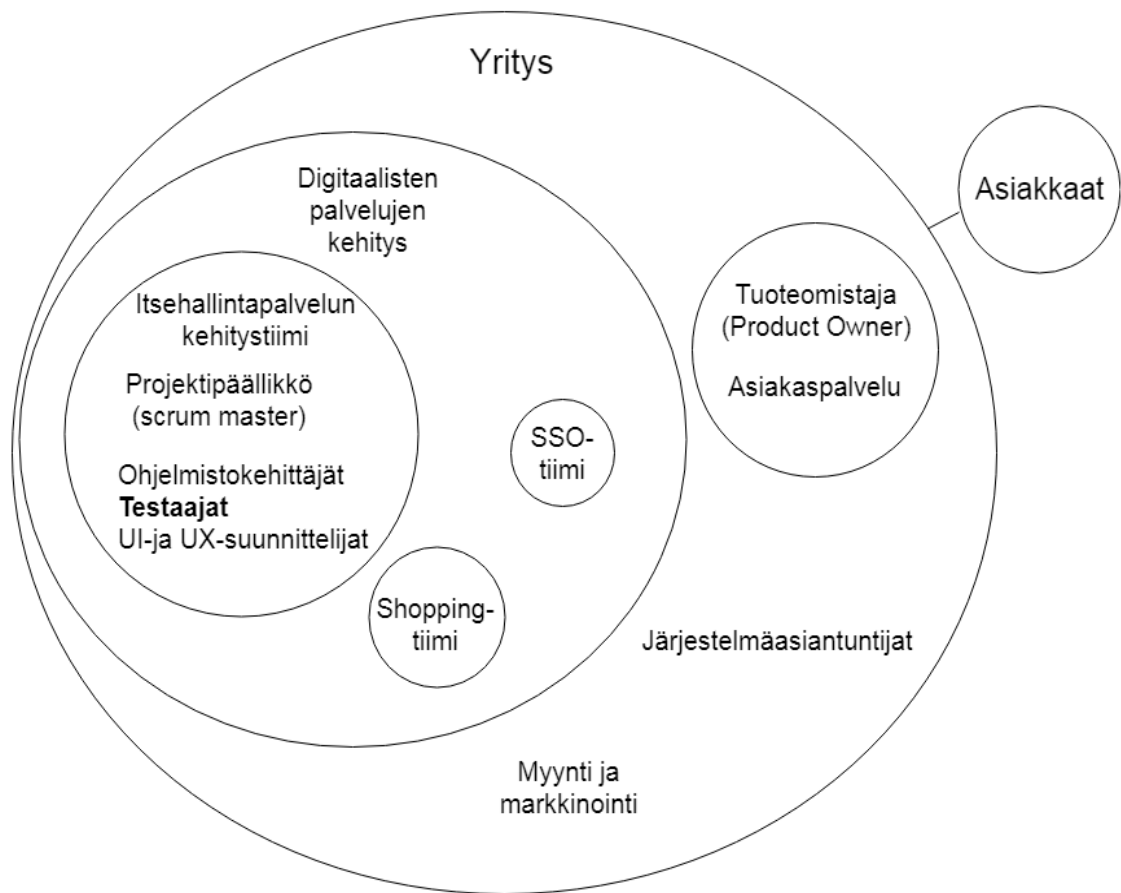 Yritys
Asiakkaat
Digitaalisten
palvelujen
kehitys
Itsehallintapalvelun
kehitystiimi
Projektipäällikkö
(scrum master)
Ohjelmistokehittäjät
Testaajat
UI-ja UX-suunnittelijat
SSO-
tiimi
Shopping-
tiimi
Tuoteomistaja
(Product Owner)
Asiakaspalvelu
Järjestelmäasiantuntijat
Myynti ja
markkinointi